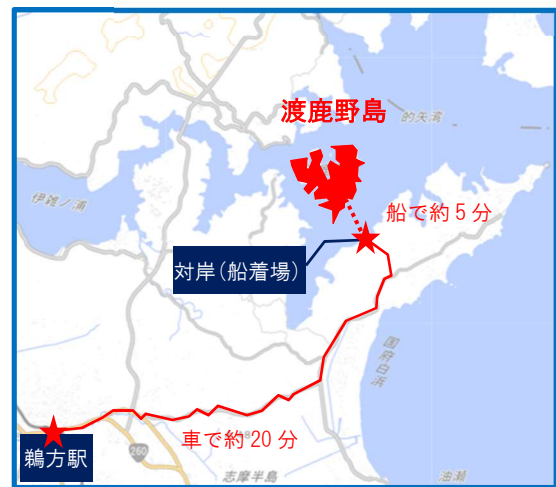 渡鹿野島
的矢湾
伊雑ノ浦
船で約5分
対岸(船着場)
国府白浜
車で約20分
鵜方駅
260
志摩半島
油瀬